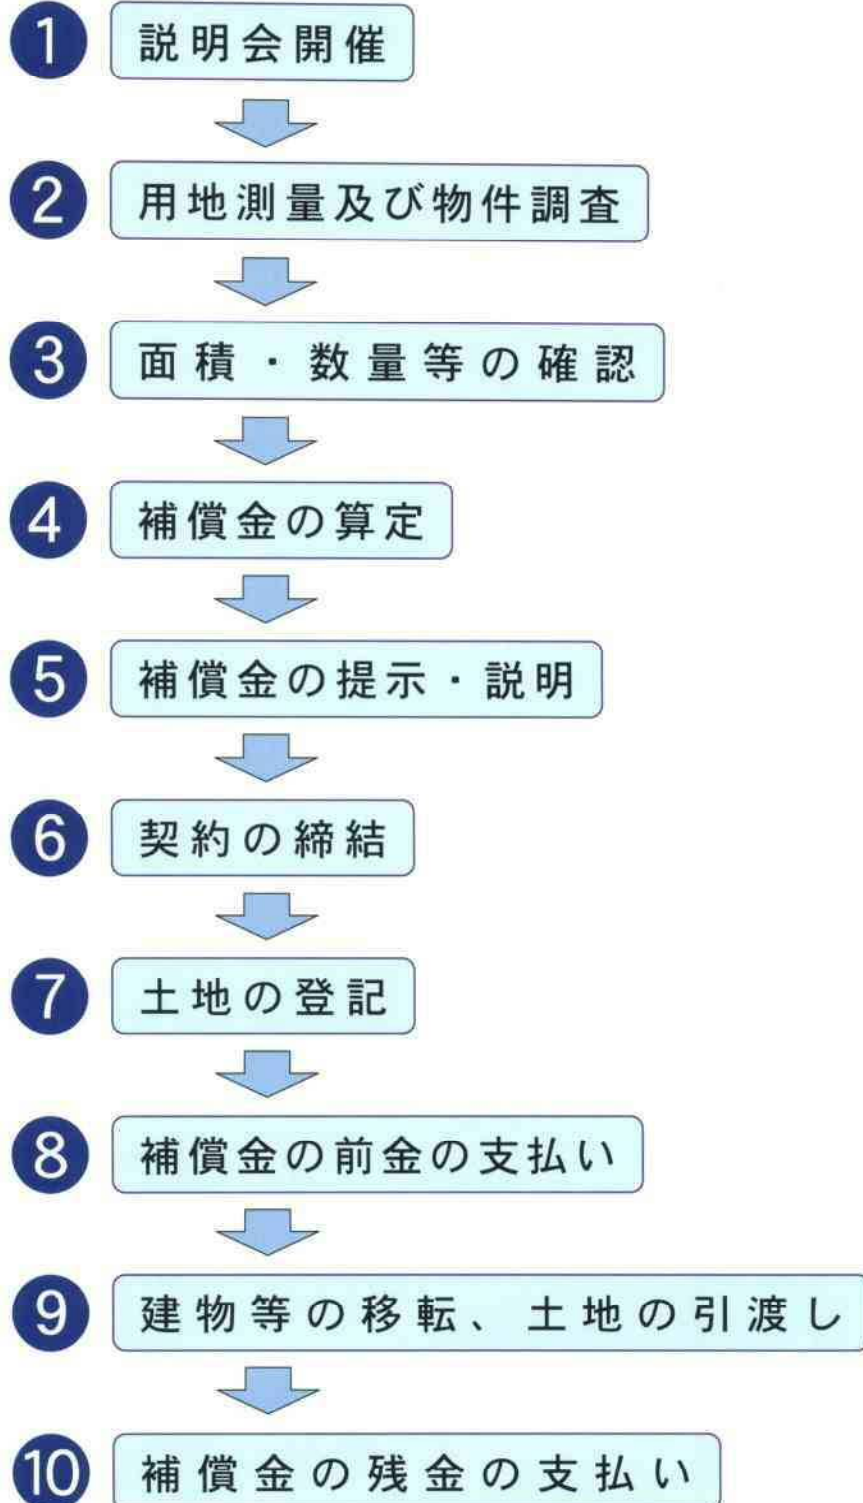 1 説明会開催
2 用地測量及び物件調査
3 面積・数量等の確認
4 補償金の算定
5 補償金の提示・説明
6 契約の締結
7 土地の登記
8 補償金の前金の支払い
9 建物等の移転、土地の引渡し
10 補償金の残金の支払い